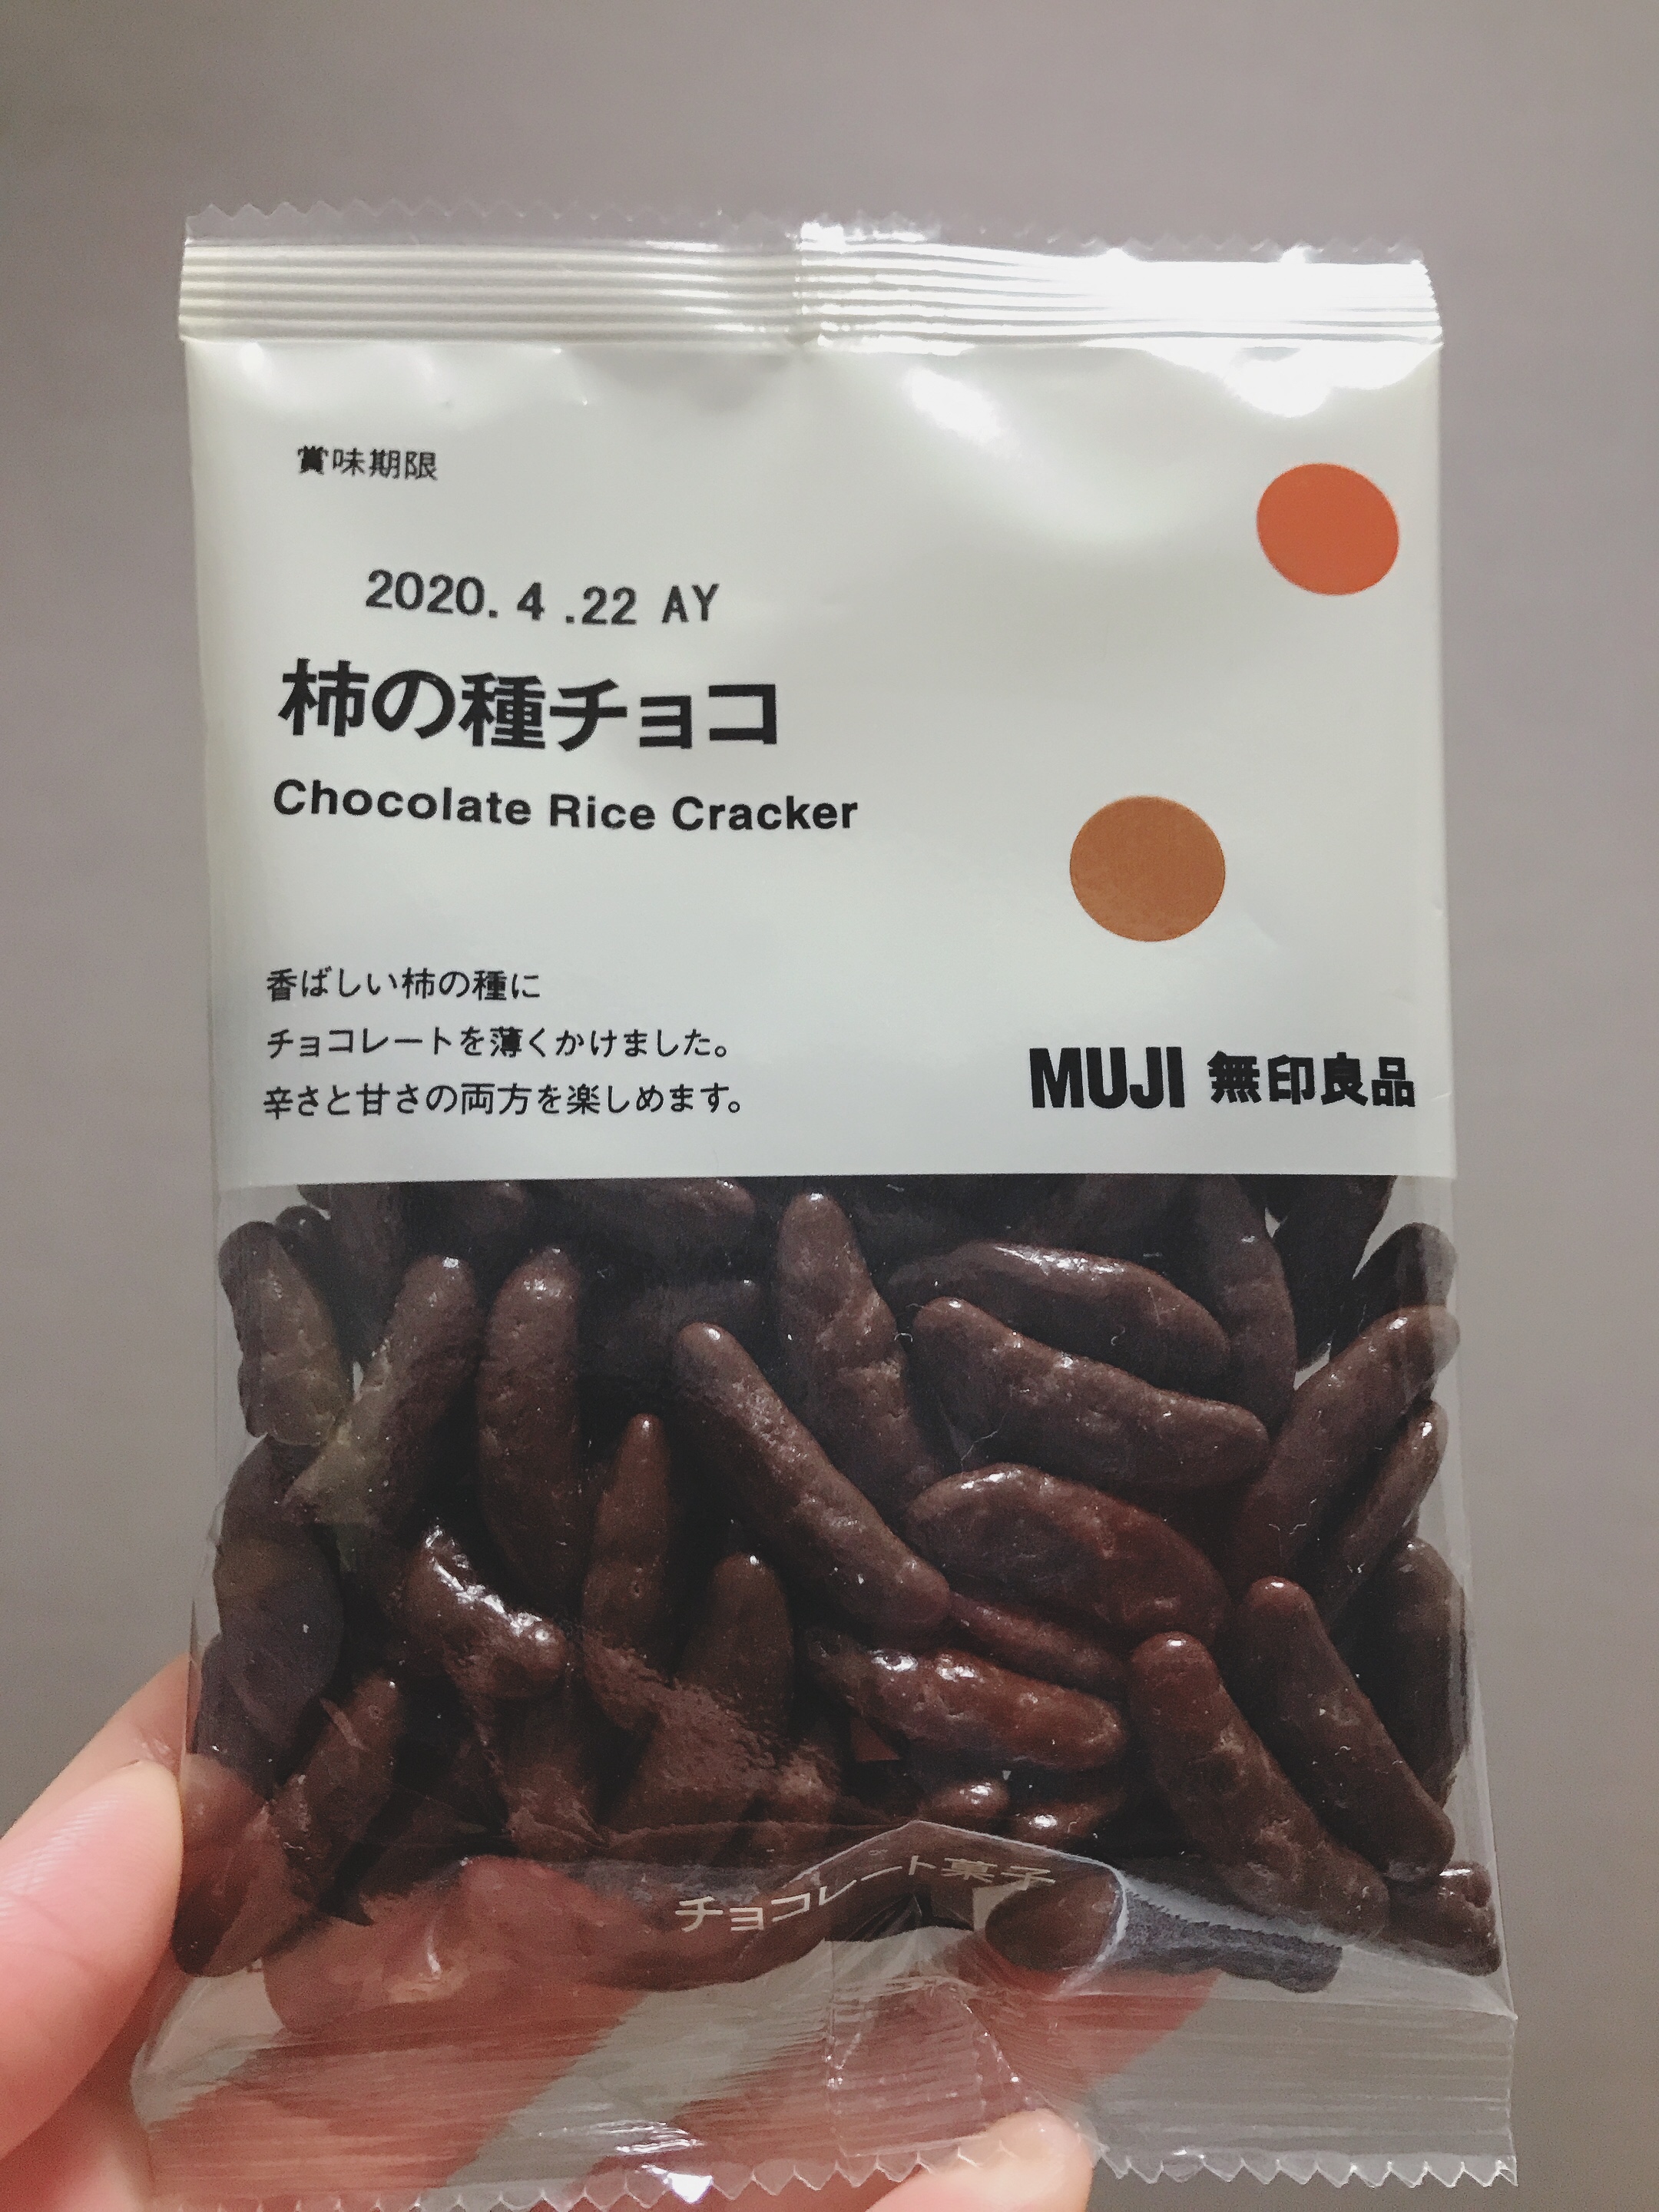 賞味期限
2020. 4 .22 AY
柿の種チョコ
Chocolate Rice Cracker
香ばしい柿の種に
チョコレートを薄くかけました。
辛さと甘さの両方を楽しめます。
MUJI 無印良品
チョコレート菓子